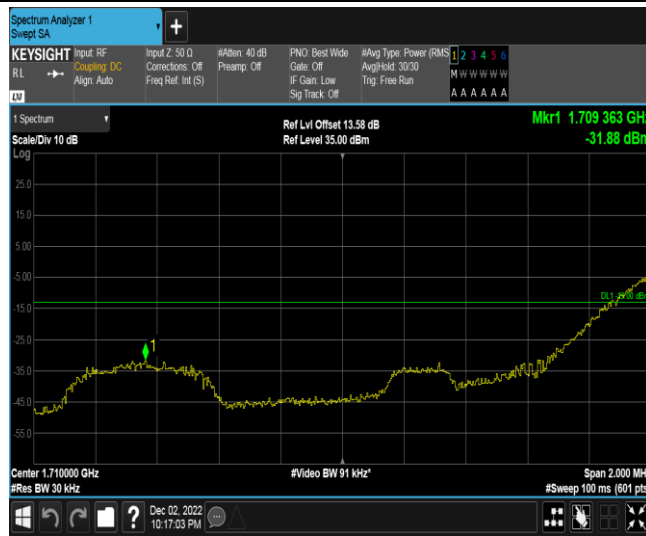 Spectrum Analyzer 1
Swept SA
KEYSIGHT
RL
LXI
Input: RF
Coupling: DC
Align: Auto
Input Z: 50 Ω
Corrections: Off
Freq Ref: Int (S)
#Atten: 40 dB
Preamp: Off
PNO: Best Wide
Gate: Off
IF Gain: Low
Sig Track: Off
#Avg Type: Power (RMS
Avg|Hold: 30/30
Trig: Free Run
1 2 3 4 5 6
M W W W W W
A A A A A A
1 Spectrum
Scale/Div 10 dB
Log
Ref Lvl Offset 13.58 dB
Ref Level 35.00 dBm
Mkr1 1.709 363 GHz
-31.88 dBm
25.0
15.0
5.00
-5.00
-15.0
-25.0
-35.0
-45.0
-55.0
1
Center 1.710000 GHz
#Res BW 30 kHz
#Video BW 91 kHz*
Span 2.000 MH
#Sweep 100 ms (601 pts
?
Dec 02, 2022
10:17:03 PM